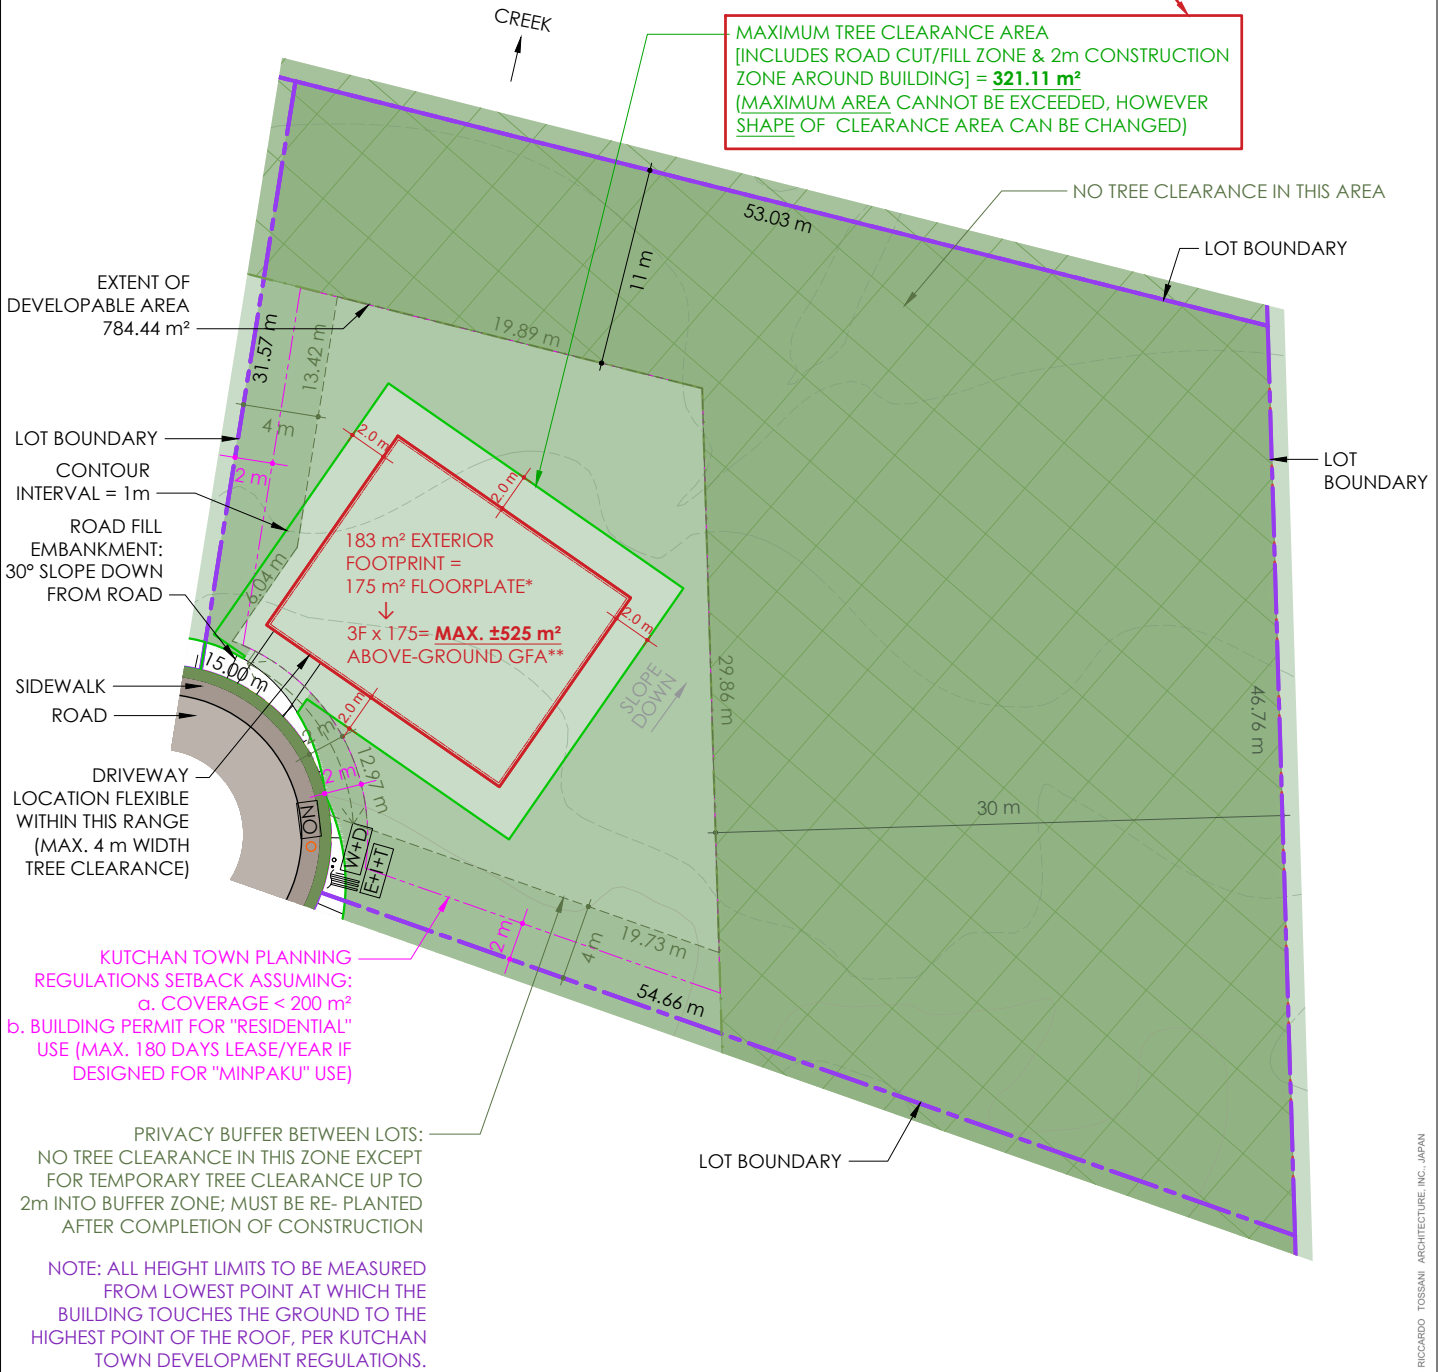 CREEK
MAXIMUM TREE CLEARANCE AREA
[INCLUDES ROAD CUT/FILL ZONE & 2m CONSTRUCTION
ZONE AROUND BUILDING] = 321.11 m²
(MAXIMUM AREA CANNOT BE EXCEEDED, HOWEVER
SHAPE OF CLEARANCE AREA CAN BE CHANGED)
NO TREE CLEARANCE IN THIS AREA
53.03 m
LOT BOUNDARY
11 m
EXTENT OF
DEVELOPABLE AREA
784.44 m²
19.89 m
31.57 m
13.42 m
4 m
LOT BOUNDARY
2.0 m
2 m
2.0 m
LOT
BOUNDARY
CONTOUR
INTERVAL = 1m
ROAD FILL
EMBANKMENT:
30° SLOPE DOWN
FROM ROAD
6.04 m
183 m² EXTERIOR
FOOTPRINT =
175 m² FLOORPLATE*
↓
3F x 175= MAX. ±525 m²
ABOVE-GROUND GFA**
2.0 m
15.00 m
SLOPE
DOWN
29.86 m
46.76 m
SIDEWALK
ROAD
2.0 m
2 m
12.97 m
2 m
DRIVEWAY
LOCATION FLEXIBLE
WITHIN THIS RANGE
(MAX. 4 m WIDTH
TREE CLEARANCE)
30 m
NO
W+D
E+I+T
2 m
4 m
19.73 m
54.66 m
KUTCHAN TOWN PLANNING
REGULATIONS SETBACK ASSUMING:
a. COVERAGE < 200 m²
b. BUILDING PERMIT FOR "RESIDENTIAL"
USE (MAX. 180 DAYS LEASE/YEAR IF
DESIGNED FOR "MINPAKU" USE)
PRIVACY BUFFER BETWEEN LOTS:
NO TREE CLEARANCE IN THIS ZONE EXCEPT
FOR TEMPORARY TREE CLEARANCE UP TO
2m INTO BUFFER ZONE; MUST BE RE- PLANTED
AFTER COMPLETION OF CONSTRUCTION
LOT BOUNDARY
NOTE: ALL HEIGHT LIMITS TO BE MEASURED
FROM LOWEST POINT AT WHICH THE
BUILDING TOUCHES THE GROUND TO THE
HIGHEST POINT OF THE ROOF, PER KUTCHAN
TOWN DEVELOPMENT REGULATIONS.
RICCARDO TOSSANI ARCHITECTURE, INC., JAPAN